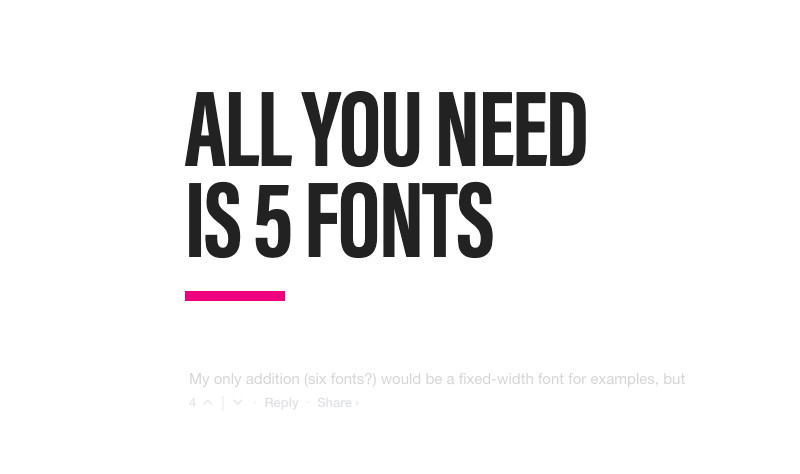 ALL YOU NEED
IS 5 FONTS
My only addition (six fonts?) would be a fixed-width font for examples, but
4 | · Reply · Share ›